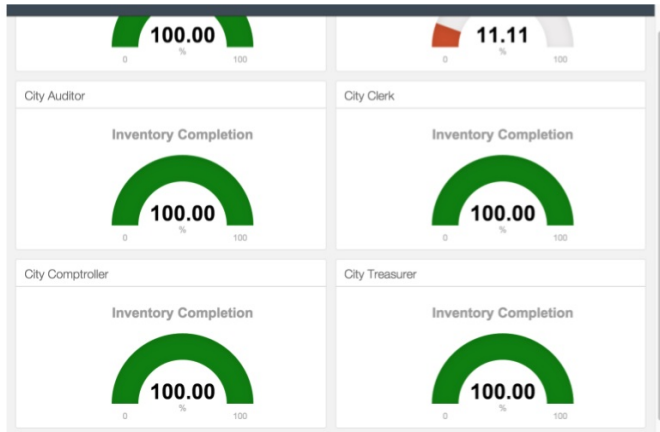 100.00 11.11
% %
0 100 0 100
City Auditor City Clerk
Inventory Completion Inventory Completion
100.00 100.00
% %
0 100 0 100
City Comptroller City Treasurer
Inventory Completion Inventory Completion
100.00 100.00
% %
0 100 0 100